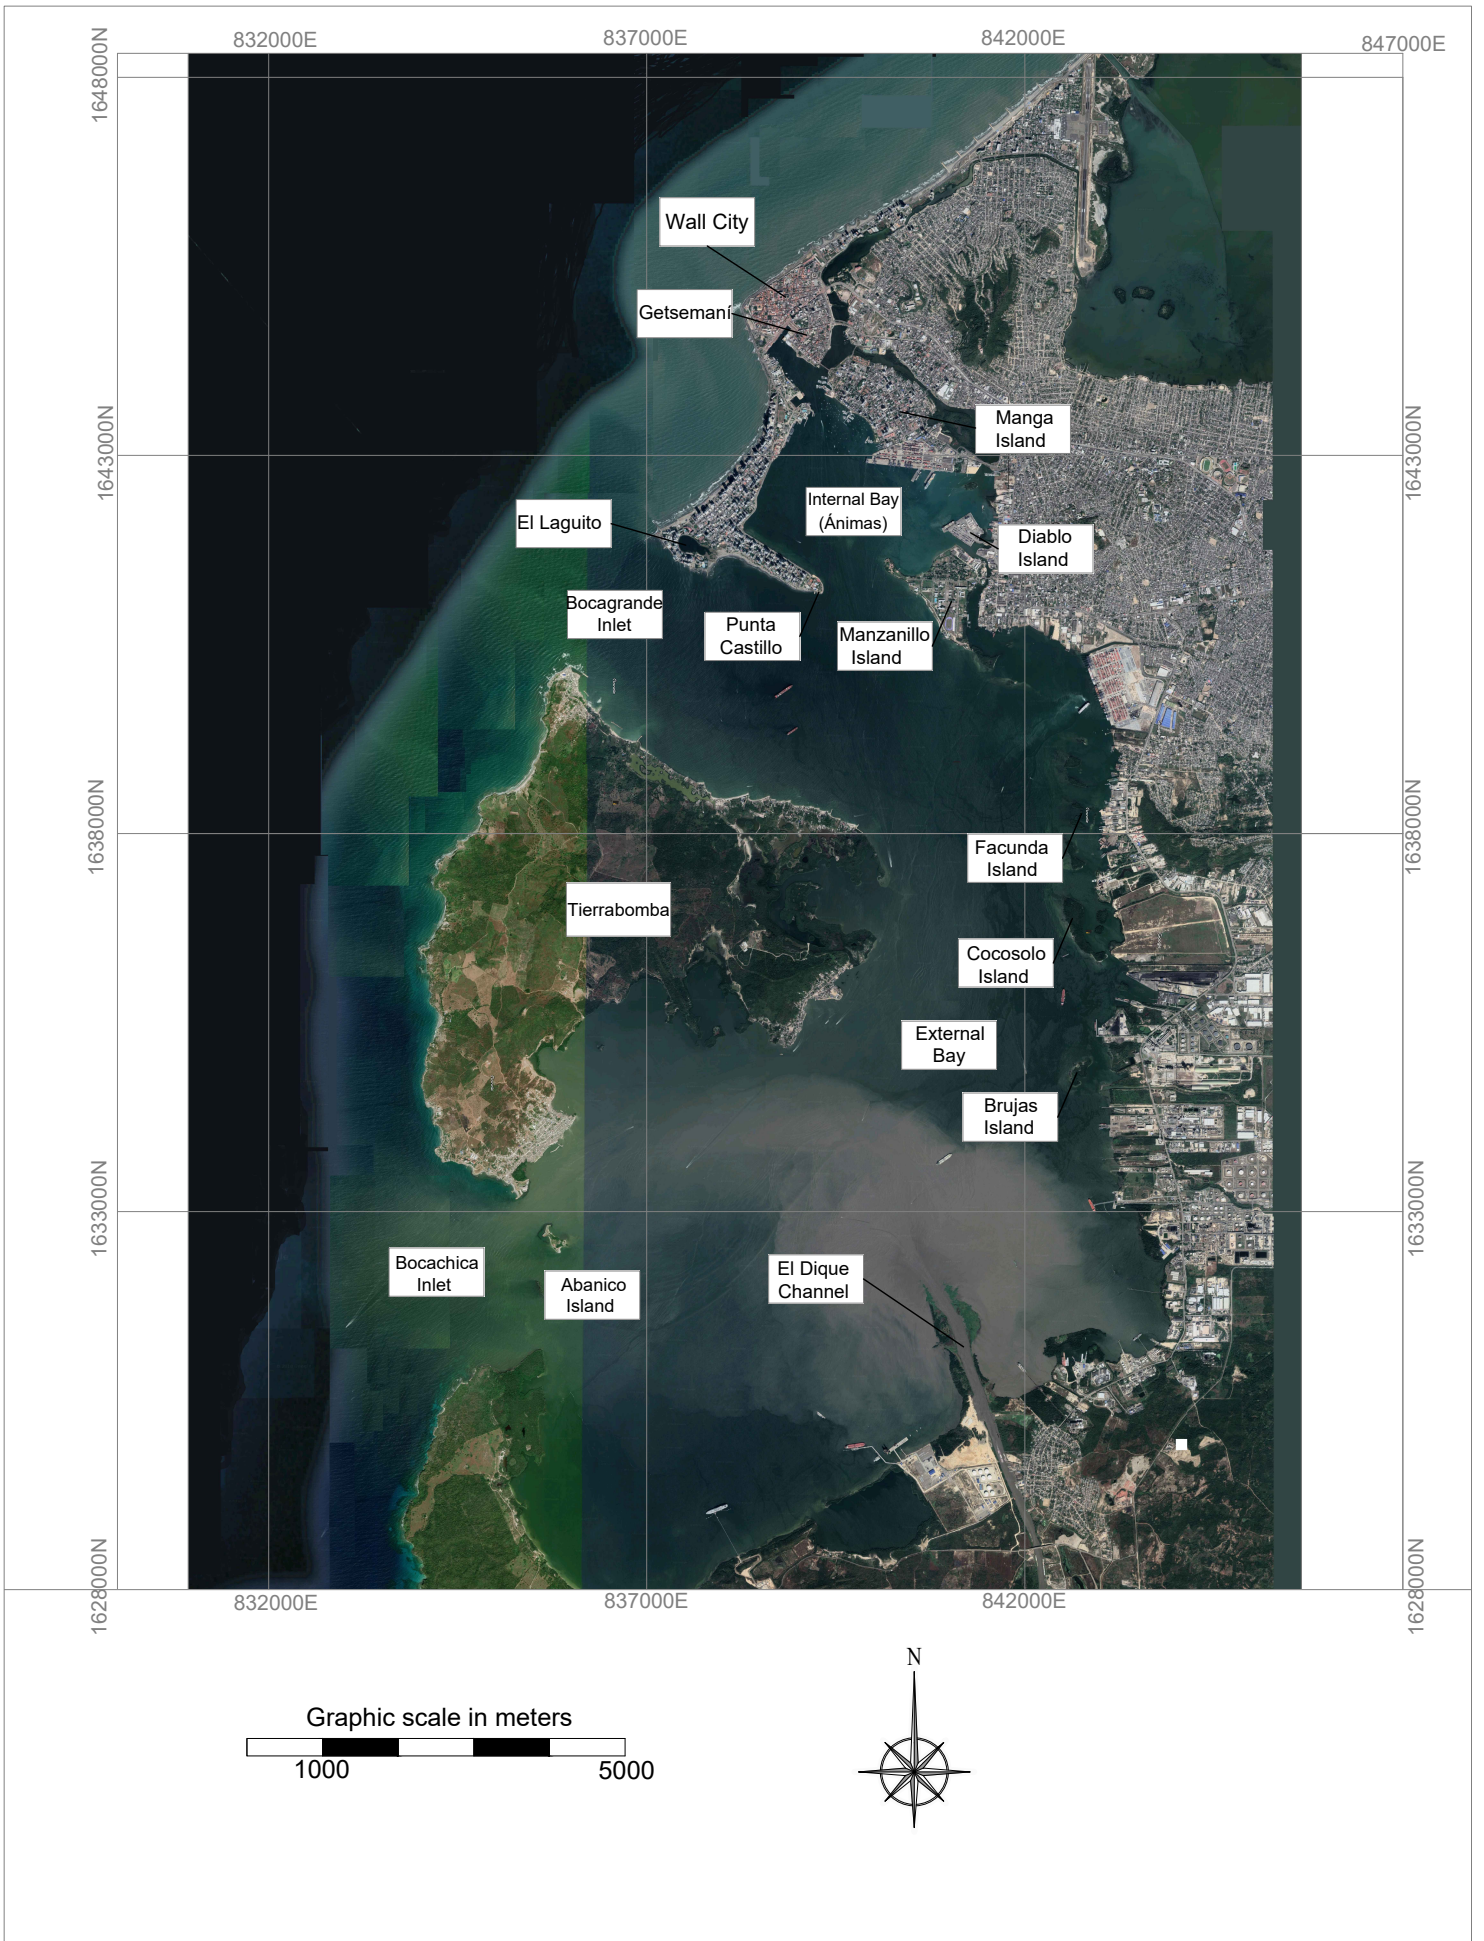 832000E
837000E
842000E
847000E
1648000N
Wall City
Getsemaní
Manga
Island
1643000N
1643000N
Internal Bay
(Ánimas)
El Laguito
Diablo
Island
Bocagrande
Inlet
Punta
Castillo
Manzanillo
Island
1638000N
1638000N
Facunda
Island
Tierrabomba
Cocosolo
Island
External
Bay
Brujas
Island
1633000N
1633000N
Bocachica
Inlet
Abanico
Island
El Dique
Channel
1628000N
1628000N
832000E
837000E
842000E
N
Graphic scale in meters
1000
5000